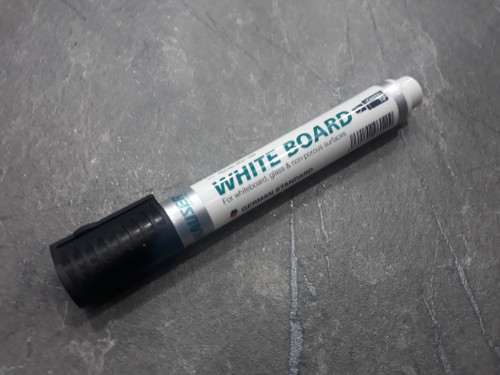 WHITE BOARD
For whiteboard, glass & non-porous surfaces
GERMAN STANDARD